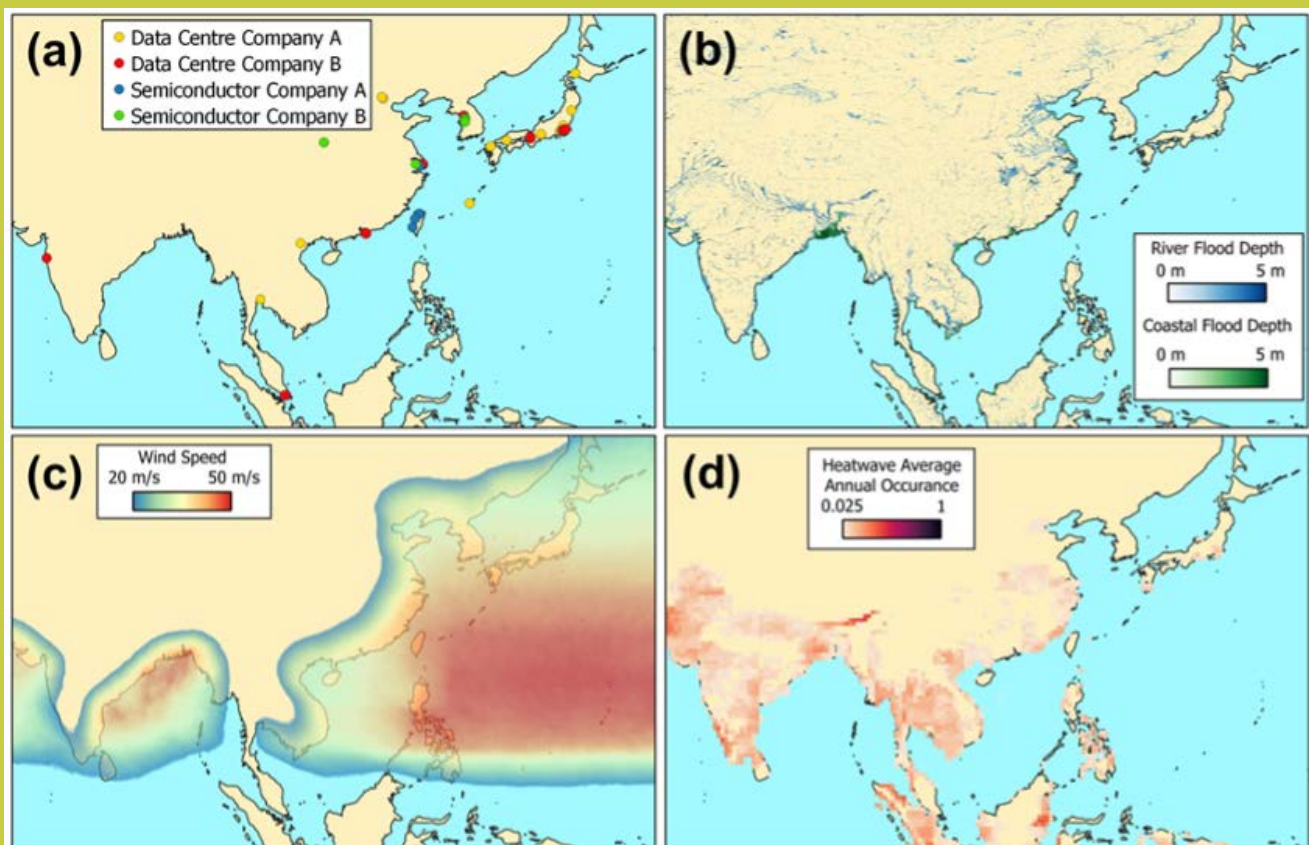 (a)
Data Centre Company A
Data Centre Company B
Semiconductor Company A
Semiconductor Company B
(b)
River Flood Depth
0 m 5 m
Coastal Flood Depth
0 m 5 m
(c)
Wind Speed
20 m/s 50 m/s
(d)
Heatwave Average
Annual Occurance
0.025 1